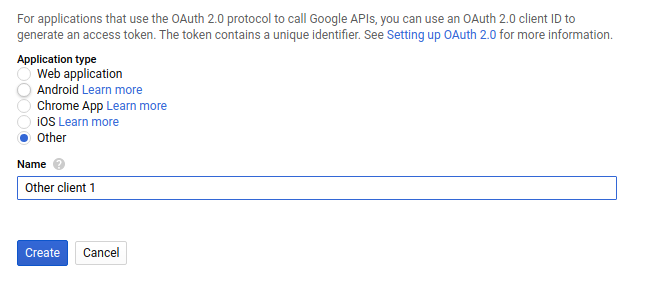 For applications that use the OAuth 2.0 protocol to call Google APIs, you can use an OAuth 2.0 client ID to
generate an access token. The token contains a unique identifier. See Setting up OAuth 2.0 for more information.
Application type
Web application
Android Learn more
Chrome App Learn more
iOS Learn more
Other
Name ?
Other client 1
Create Cancel